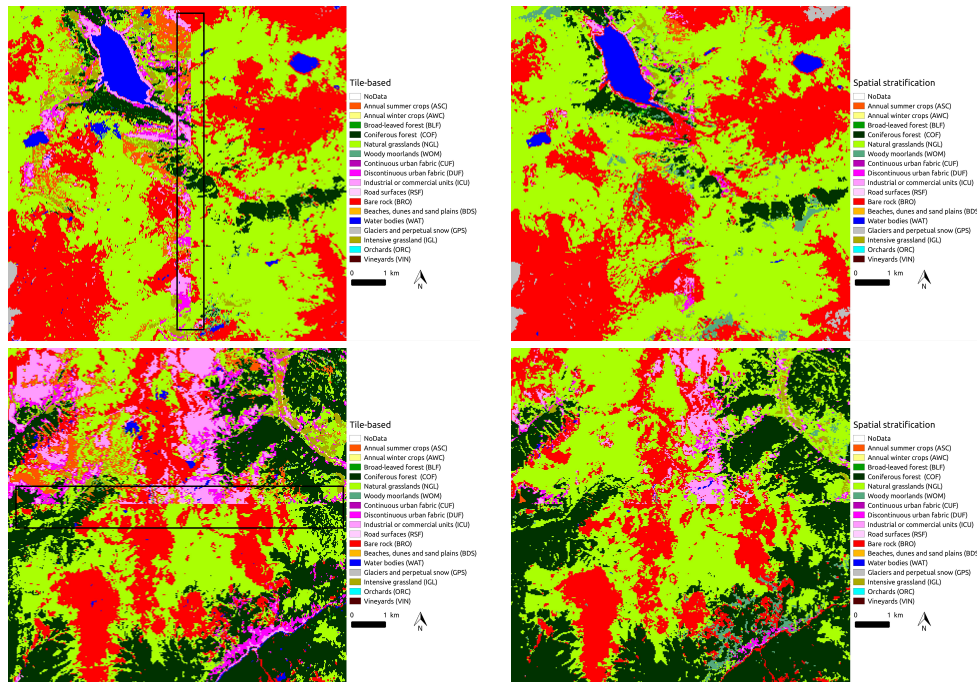 Tile-based
NoData
Annual summer crops (ASC)
Annual winter crops (AWC)
Broad-leaved forest (BLF)
Coniferous forest (COF)
Natural grasslands (NGL)
Woody moorlands (WOM)
Continuous urban fabric (CUF)
Discontinuous urban fabric (DUF)
Industrial or commercial units (ICU)
Road surfaces (RSF)
Bare rock (BRO)
Beaches, dunes and sand plains (BDS)
Water bodies (WAT)
Glaciers and perpetual snow (GPS)
Intensive grassland (IGL)
Orchards (ORC)
Vineyards (VIN)
0 1 km
N
Spatial stratification
NoData
Annual summer crops (ASC)
Annual winter crops (AWC)
Broad-leaved forest (BLF)
Coniferous forest (COF)
Natural grasslands (NGL)
Woody moorlands (WOM)
Continuous urban fabric (CUF)
Discontinuous urban fabric (DUF)
Industrial or commercial units (ICU)
Road surfaces (RSF)
Bare rock (BRO)
Beaches, dunes and sand plains (BDS
Water bodies (WAT)
Glaciers and perpetual snow (GPS)
Intensive grassland (IGL)
Orchards (ORC)
Vineyards (VIN)
0 1 km
N
Tile-based
NoData
Annual summer crops (ASC)
Annual winter crops (AWC)
Broad-leaved forest (BLF)
Coniferous forest (COF)
Natural grasslands (NGL)
Woody moorlands (WOM)
Continuous urban fabric (CUF)
Discontinuous urban fabric (DUF)
Industrial or commercial units (ICU)
Road surfaces (RSF)
Bare rock (BRO)
Beaches, dunes and sand plains (BDS)
Water bodies (WAT)
Glaciers and perpetual snow (GPS)
Intensive grassland (IGL)
Orchards (ORC)
Vineyards (VIN)
0 1 km
N
Spatial stratification
NoData
Annual summer crops (ASC)
Annual winter crops (AWC)
Broad-leaved forest (BLF)
Coniferous forest (COF)
Natural grasslands (NGL)
Woody moorlands (WOM)
Continuous urban fabric (CUF)
Discontinuous urban fabric (DUF)
Industrial or commercial units (ICU)
Road surfaces (RSF)
Bare rock (BRO)
Beaches, dunes and sand plains (BDS
Water bodies (WAT)
Glaciers and perpetual snow (GPS)
Intensive grassland (IGL)
Orchards (ORC)
Vineyards (VIN)
0 1 km
N